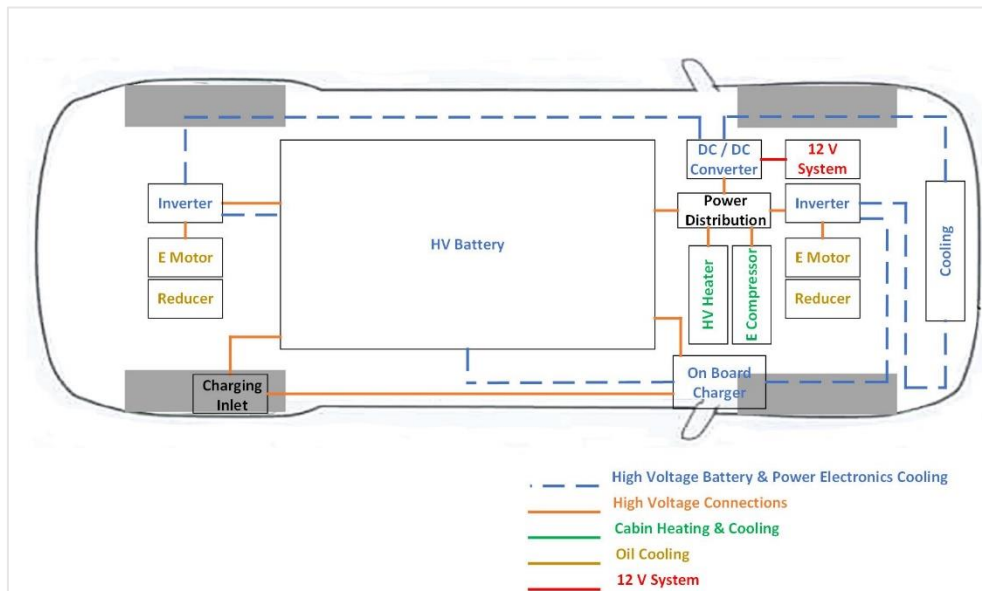 DC / DC
Converter
12 V
System
Inverter
Power
Distribution
Inverter
HV Battery
E Motor
Reducer
HV Heater
E Compressor
E Motor
Reducer
Cooling
Charging
Inlet
On Board
Charger
High Voltage Battery & Power Electronics Cooling
High Voltage Connections
Cabin Heating & Cooling
Oil Cooling
12 V System